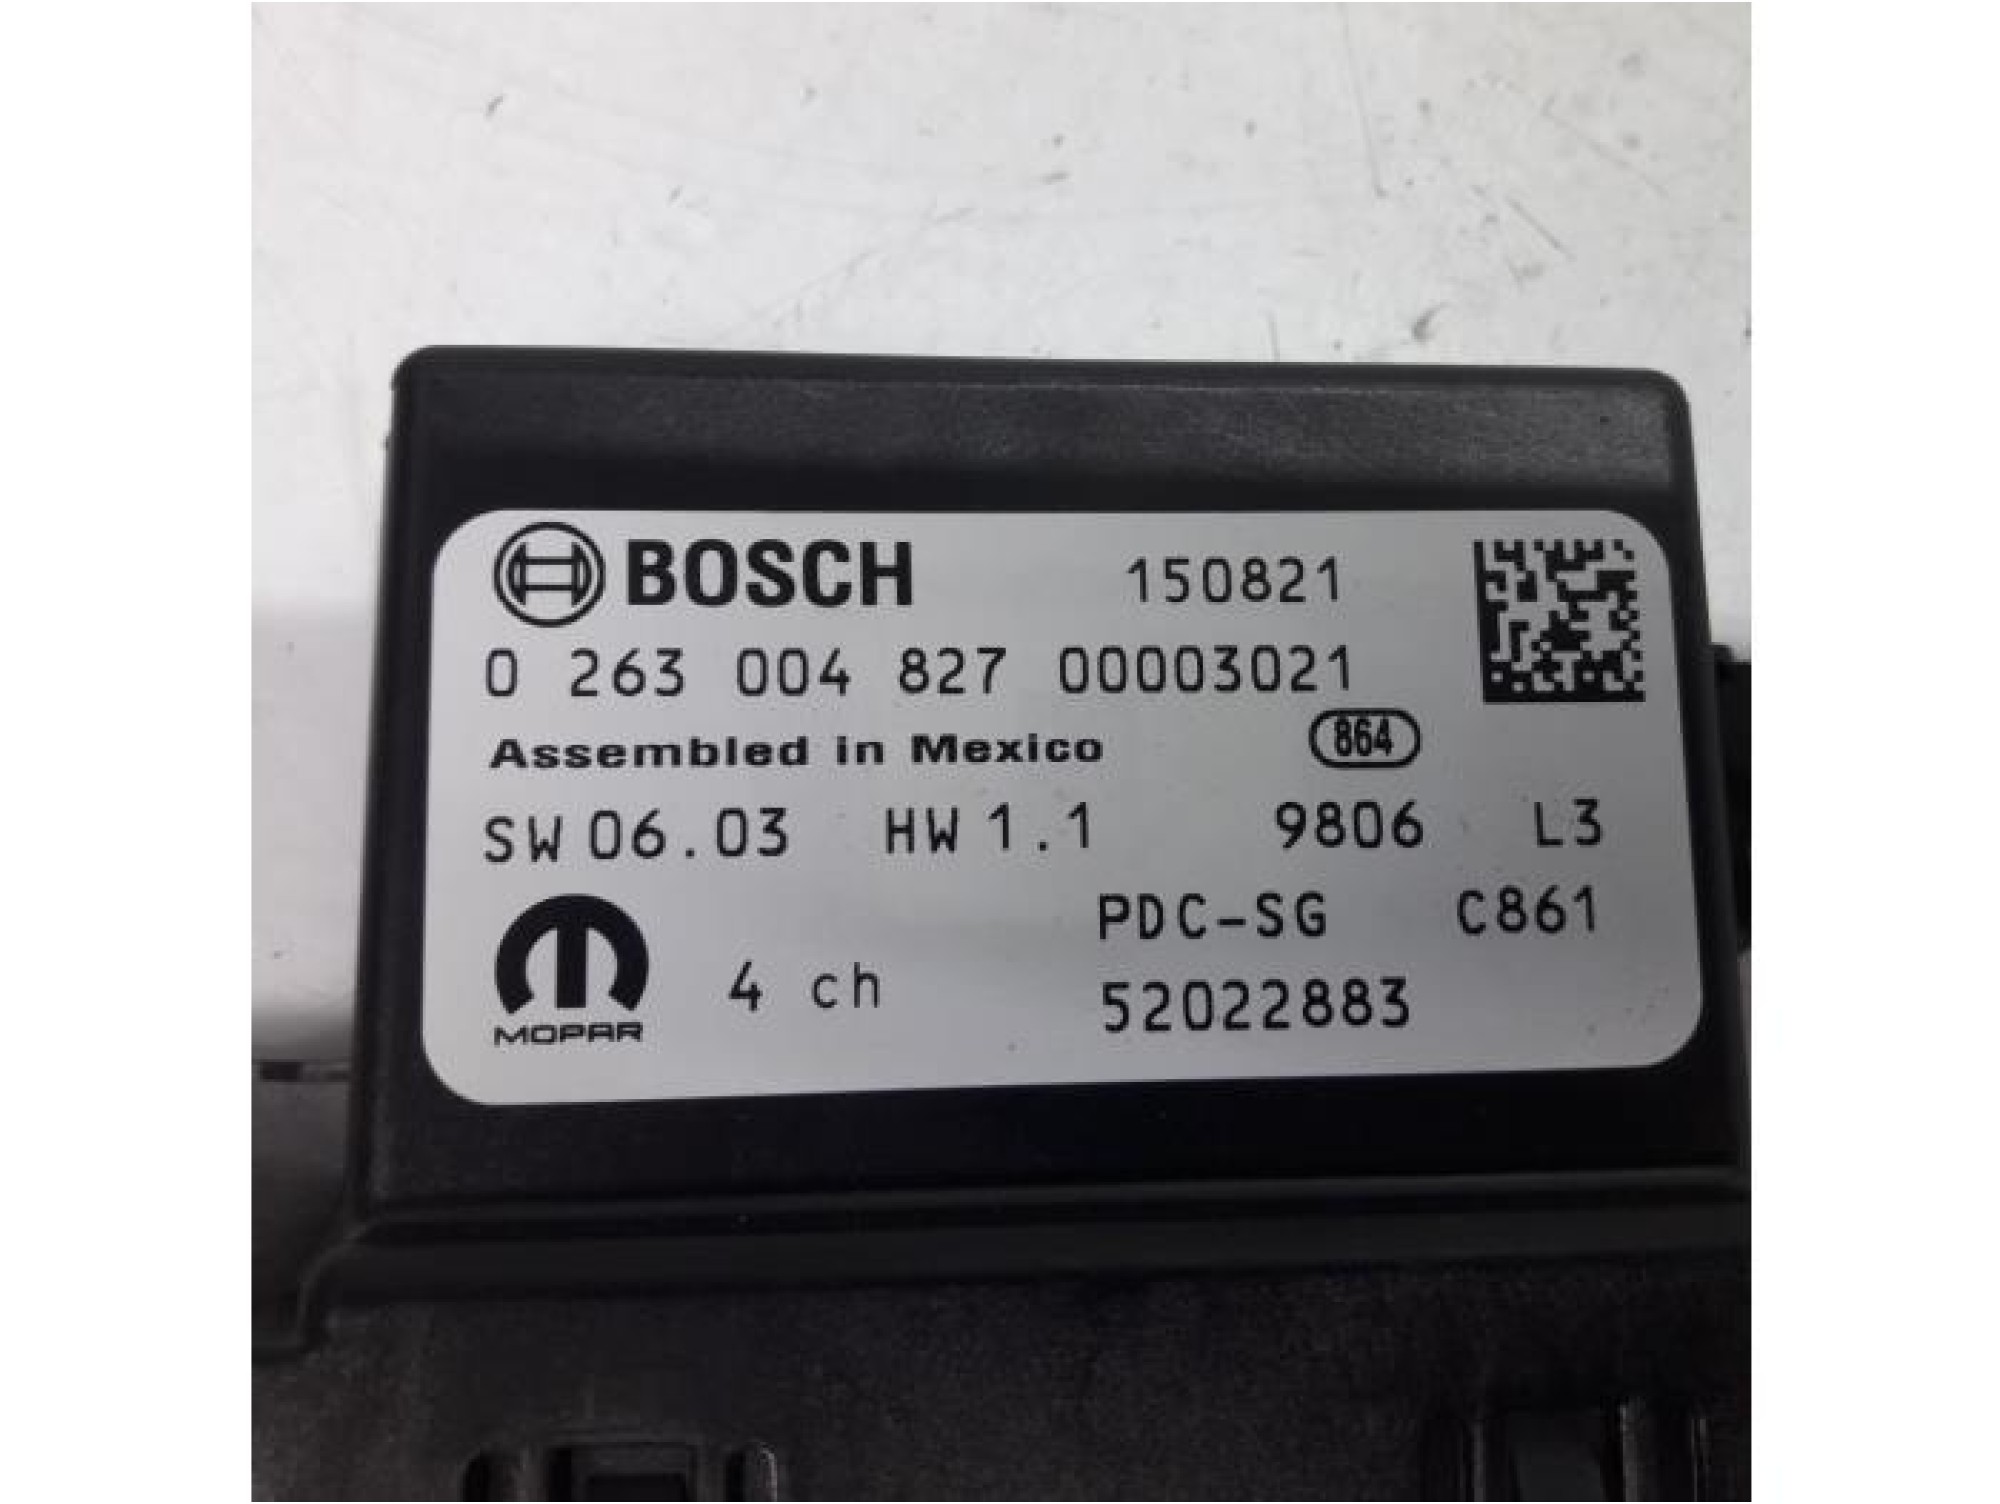 BOSCH 150821
0 263 004 827 00003021
Assembled in Mexico 864
SW 06.03 HW 1.1 9806 L3
PDC-SG C861
4 ch 52022883
MOPAR